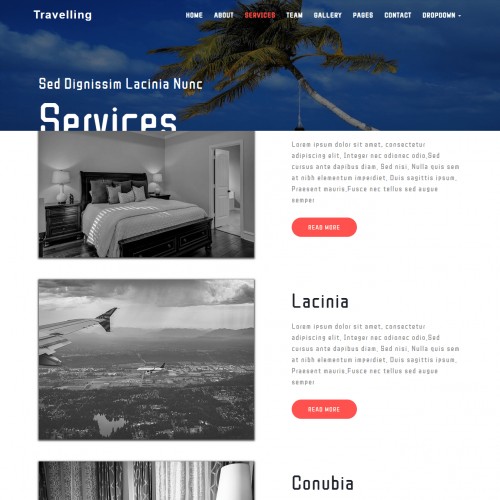 Travelling
HOME ABOUT SERVICES TEAM GALLERY PAGES CONTACT DROPDOWN
Sed Dignissim Lacinia Nunc
Services
Lorem ipsum dolor sit amet, consectetur
adipiscing elit, Integer nec odionec odio,Sed
cursus ante dapibus diam, Sed nisi, Nulla quis sem
at nibh elementum imperdiet, Duis sagittis ipsum,
Praesent mauris,Fusce nec tellus sed augue
semper
READ MORE
Lacinia
Lorem ipsum dolor sit amet, consectetur
adipiscing elit, Integer nec odionec odio,Sed
cursus ante dapibus diam, Sed nisi, Nulla quis sem
at nibh elementum imperdiet, Duis sagittis ipsum,
Praesent mauris,Fusce nec tellus sed augue
semper
READ MORE
Conubia